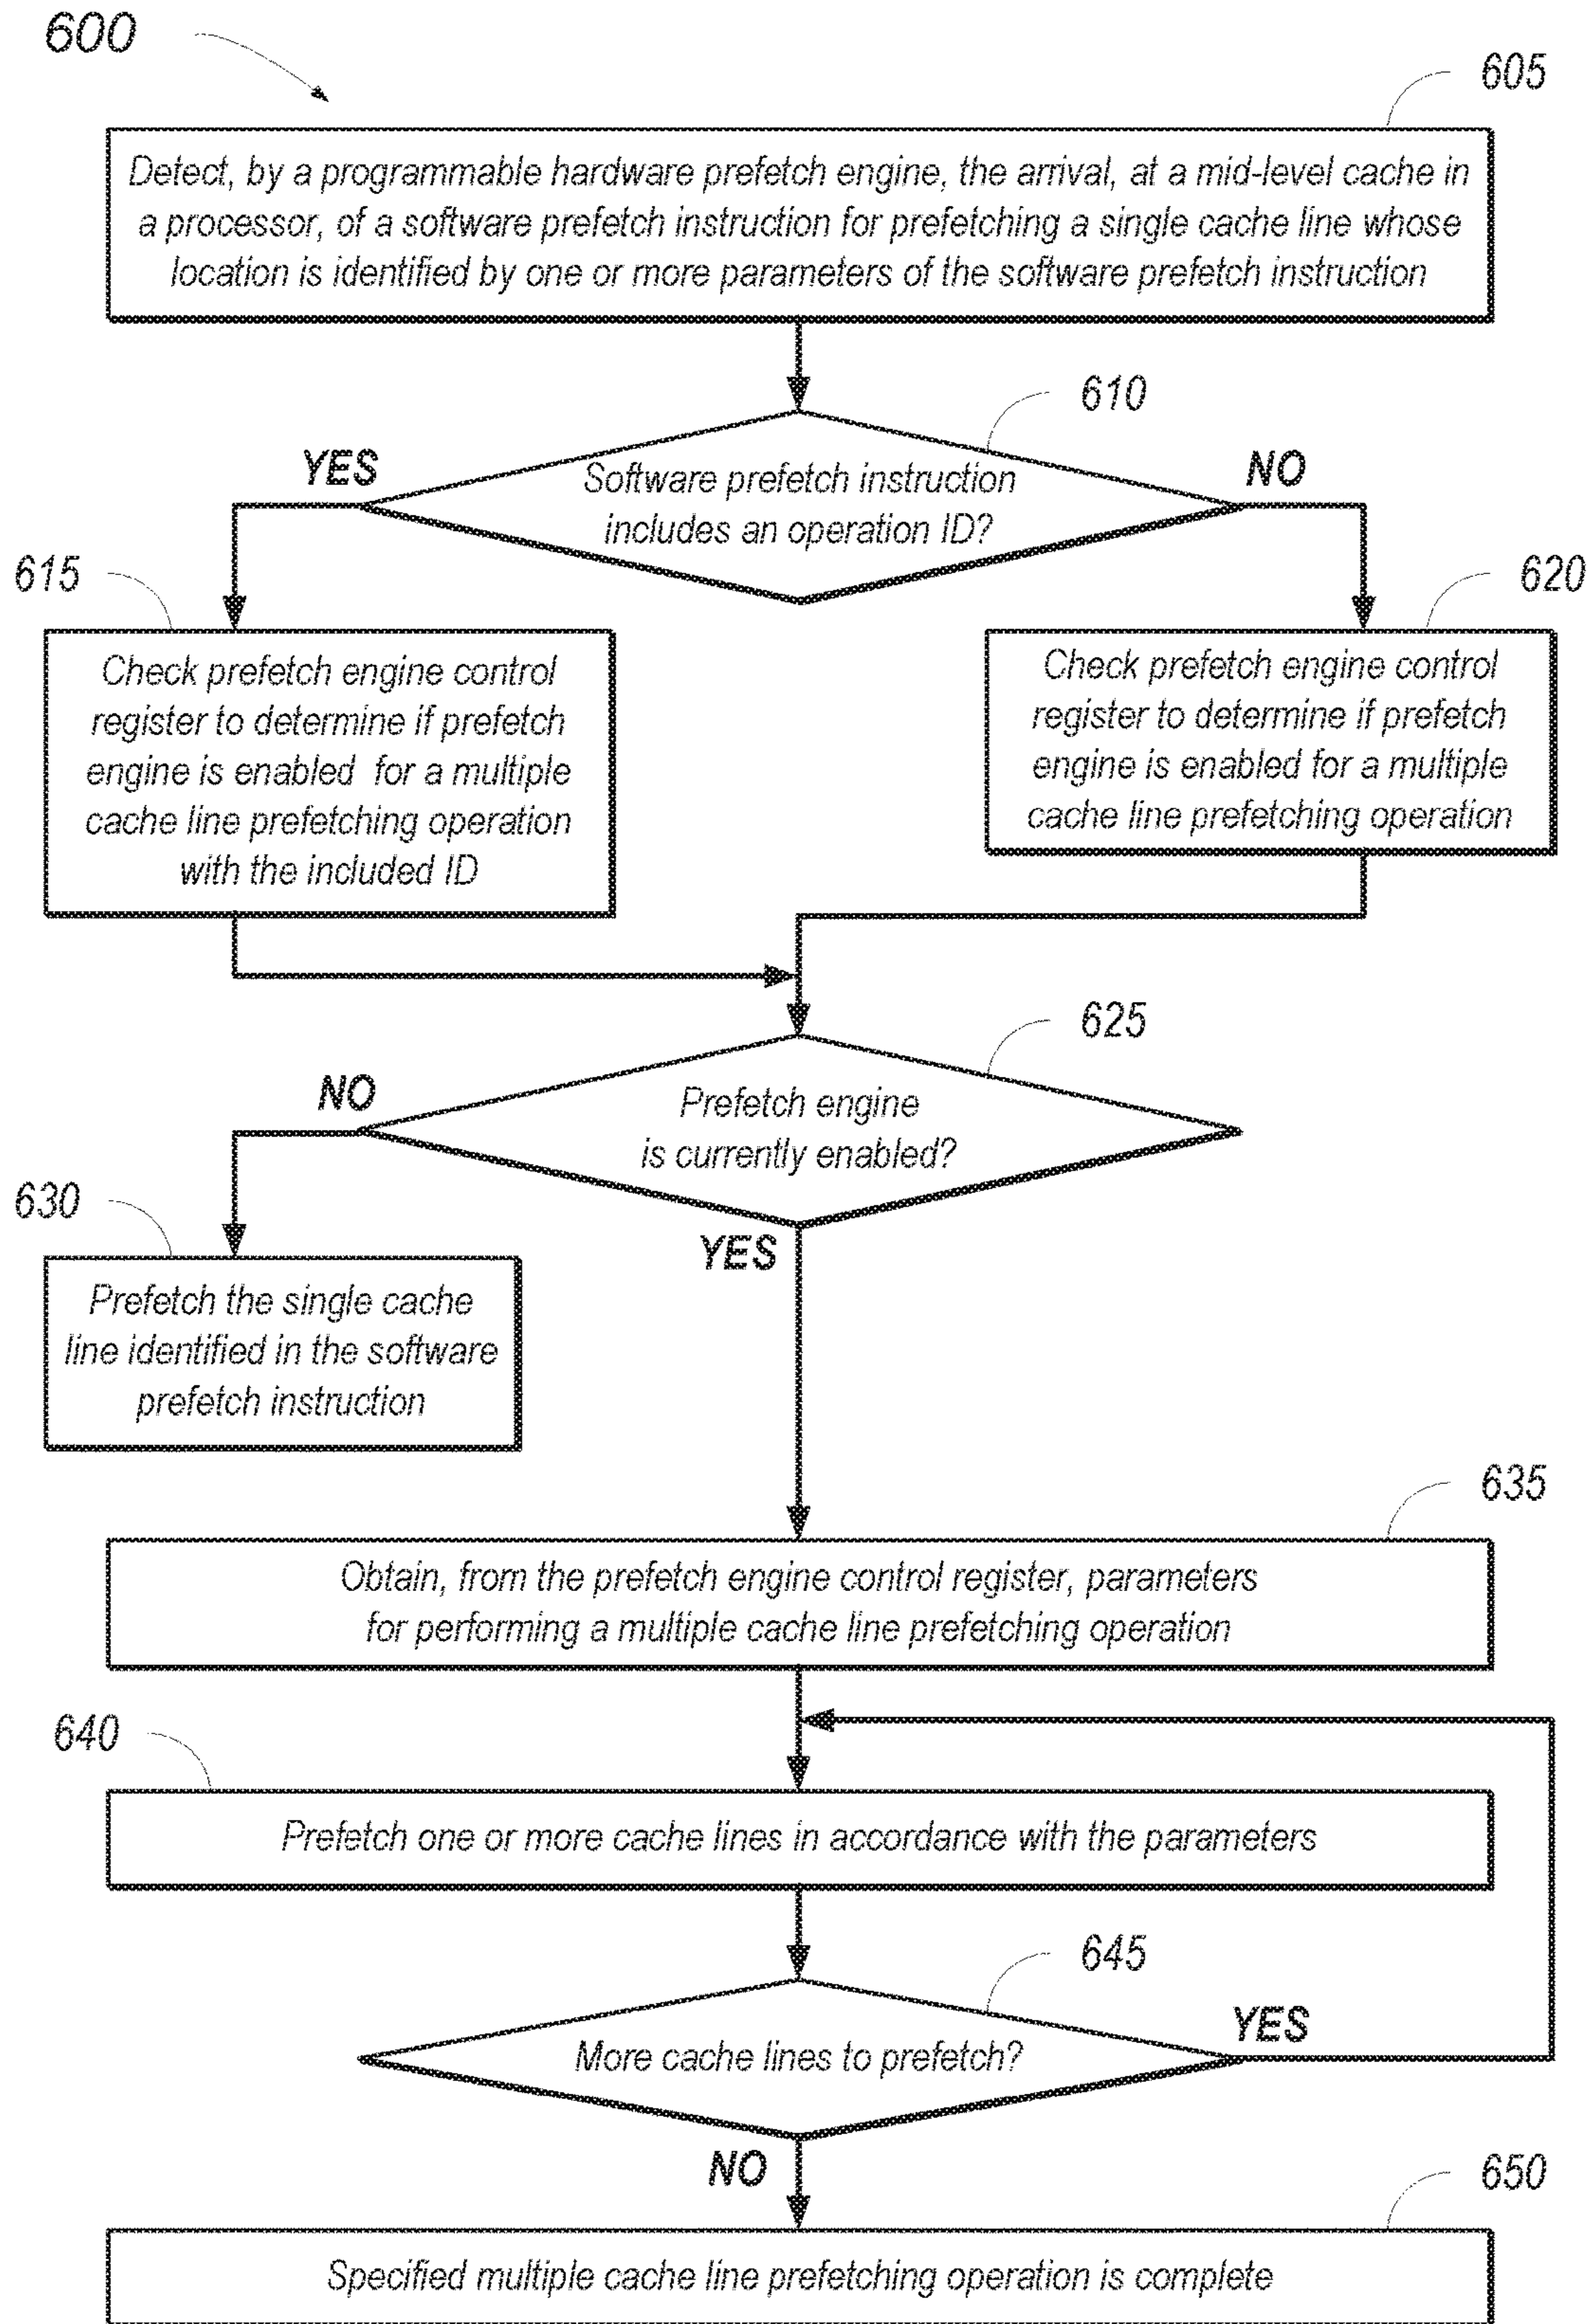 600
605
Detect, by a programmable hardware prefetch engine, the arrival, at a mid-level cache in
a processor, of a software prefetch instruction for prefetching a single cache line whose
location is identified by one or more parameters of the software prefetch instruction
610
YES
NO
Software prefetch instruction
includes an operation ID?
615
620
Check prefetch engine control
register to determine if prefetch
engine is enabled for a multiple
cache line prefetching operation
with the included ID
Check prefetch engine control
register to determine if prefetch
engine is enabled for a multiple
cache line prefetching operation
625
NO
Prefetch engine
is currently enabled?
630
YES
Prefetch the single cache
line identified in the software
prefetch instruction
635
Obtain, from the prefetch engine control register, parameters
for performing a multiple cache line prefetching operation
640
Prefetch one or more cache lines in accordance with the parameters
645
YES
More cache lines to prefetch?
NO
650
Specified multiple cache line prefetching operation is complete